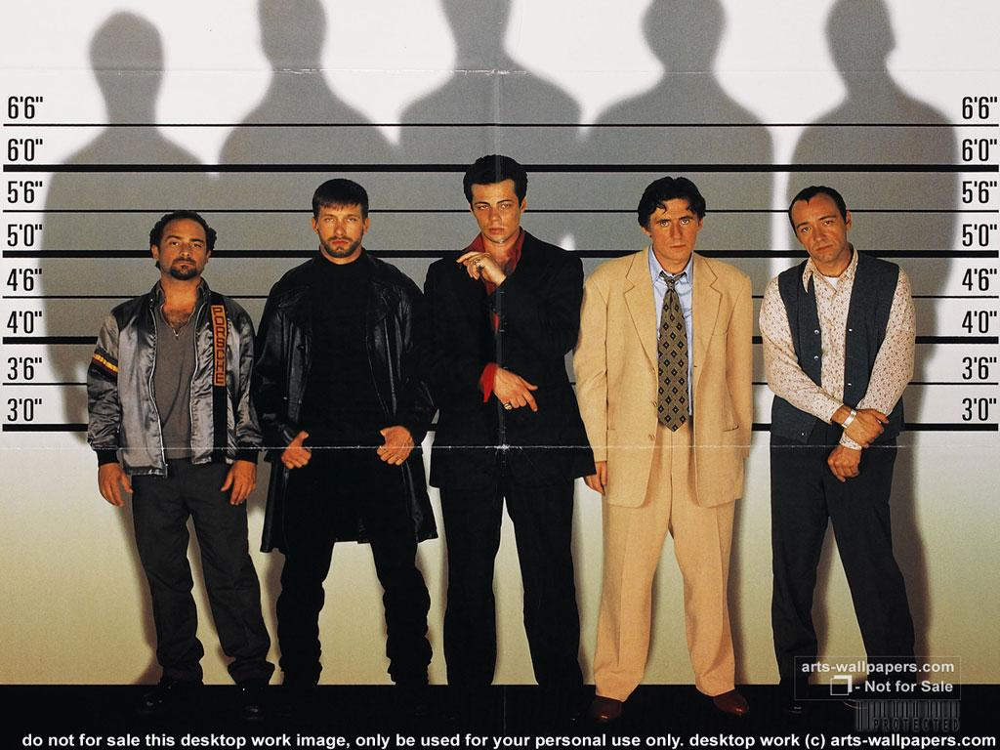 6'6" 6'6"
6'0" 6'0"
5'6" 5'6"
5'0" 5'0"
4'6" 4'6"
4'0" 4'0"
3'6" 3'6"
3'0" 3'0"
PORSCHE
arts-wallpapers.com
- Not for Sale
PROTECTED
do not for sale this desktop work image, only be used for your personal use only. desktop work (c) arts-wallpapers.com